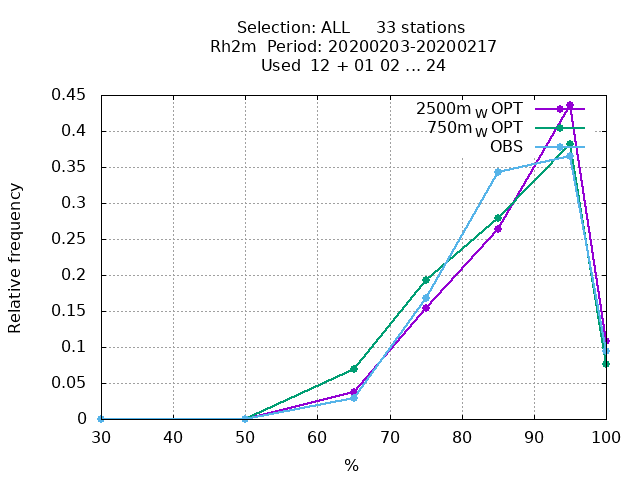 Selection: ALL 33 stations
Rh2m Period: 20200203-20200217
Used 12 + 01 02 ... 24
0.45
0.4
0.35
0.3
0.25
0.2
0.15
0.1
0.05
0
Relative frequency
2500m W OPT
750m W OPT
OBS
30 40 50 60 70 80 90 100
%